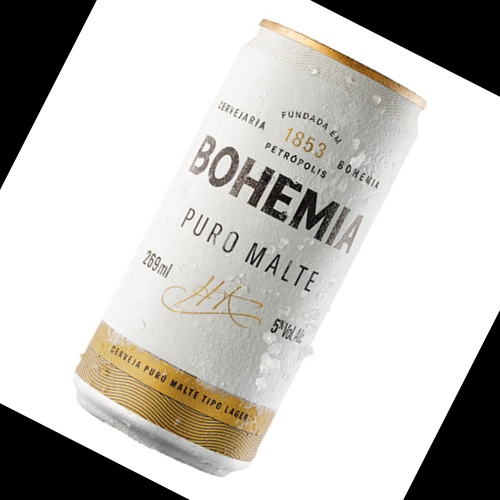 CERVEJARIA
FUNDADA EM
1853
PETRÓPOLIS
BOHEMIA
BOHEMIA
PURO MALTE
269ml
5% Vol. Alc.
CERVEJA PURO MALTE TIPO LAGER